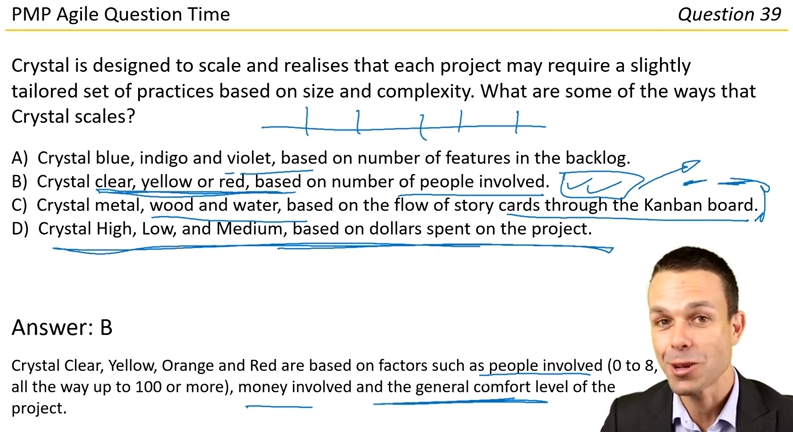 PMP Agile Question Time
Question 39
Crystal is designed to scale and realises that each project may require a slightly
tailored set of practices based on size and complexity. What are some of the ways that
Crystal scales?
A) Crystal blue, indigo and violet, based on number of features in the backlog.
B) Crystal clear, yellow or red, based on number of people involved.
C) Crystal metal, wood and water, based on the flow of story cards through the Kanban board.
D) Crystal High, Low, and Medium, based on dollars spent on the project.
Answer: B
Crystal Clear, Yellow, Orange and Red are based on factors such as people involved (0 to 8,
all the way up to 100 or more), money involved and the general comfort level of the
project.